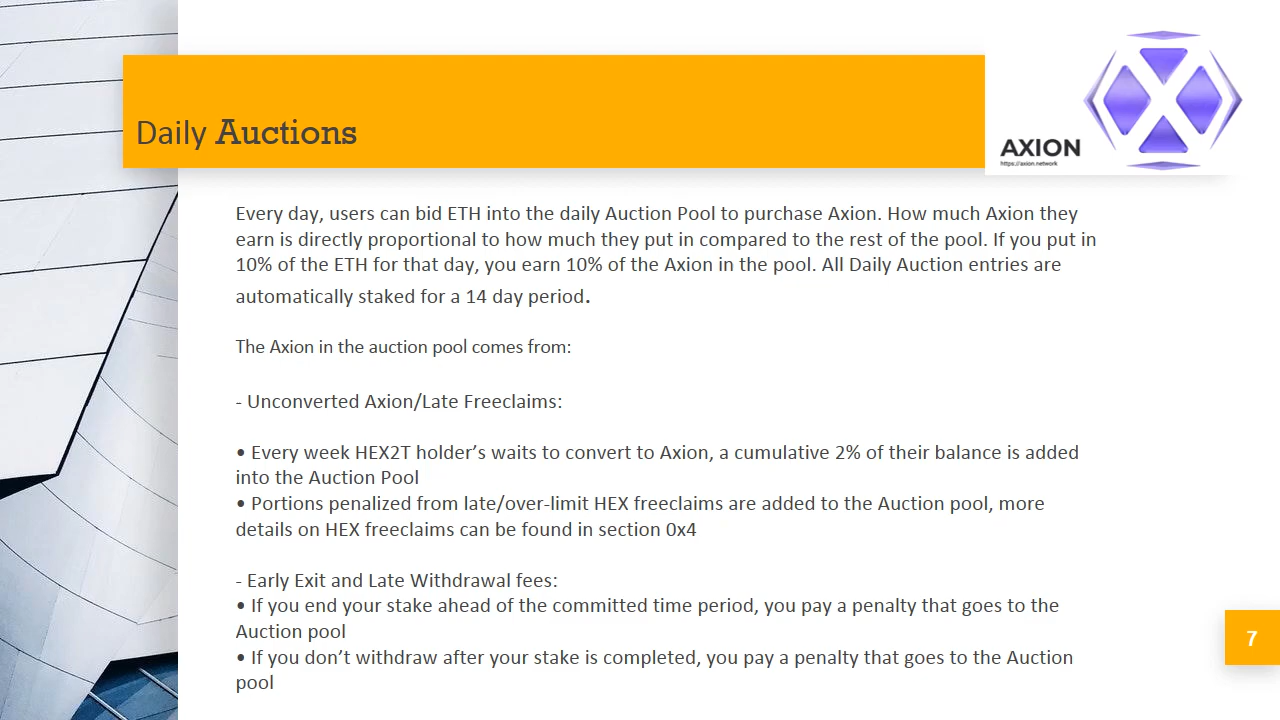 Daily Auctions
AXION
https://axion.network
Every day, users can bid ETH into the daily Auction Pool to purchase Axion. How much Axion they
earn is directly proportional to how much they put in compared to the rest of the pool. If you put in
10% of the ETH for that day, you earn 10% of the Axion in the pool. All Daily Auction entries are
automatically staked for a 14 day period.
The Axion in the auction pool comes from:
- Unconverted Axion/Late Freeclaims:
• Every week HEX2T holder’s waits to convert to Axion, a cumulative 2% of their balance is added
into the Auction Pool
• Portions penalized from late/over-limit HEX freeclaims are added to the Auction pool, more
details on HEX freeclaims can be found in section 0x4
- Early Exit and Late Withdrawal fees:
• If you end your stake ahead of the committed time period, you pay a penalty that goes to the
Auction pool
• If you don’t withdraw after your stake is completed, you pay a penalty that goes to the Auction
pool
7